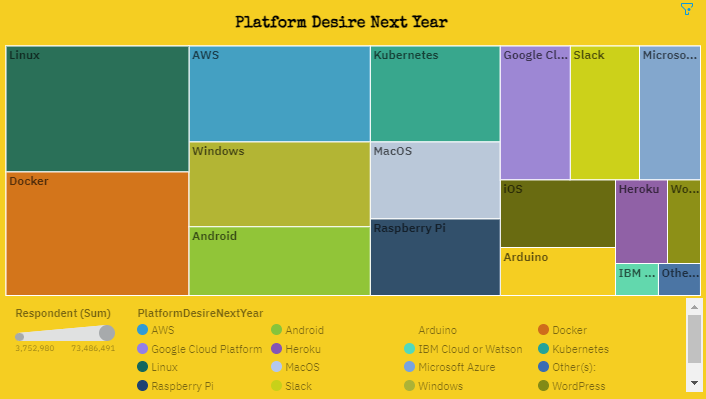 Platform Desire Next Year
Linux
AWS
Kubernetes
Google Cl...
Slack
Microso...
Windows
MacOS
Docker
iOS
Heroku
Wo...
Raspberry Pi
Android
Arduino
IBM ...
Othe...
Respondent (Sum)
3,752,980 73,486,491
PlatformDesireNextYear
AWS Android Arduino Docker
Google Cloud Platform Heroku IBM Cloud or Watson Kubernetes
Linux MacOS Microsoft Azure Other(s):
Raspberry Pi Slack Windows WordPress